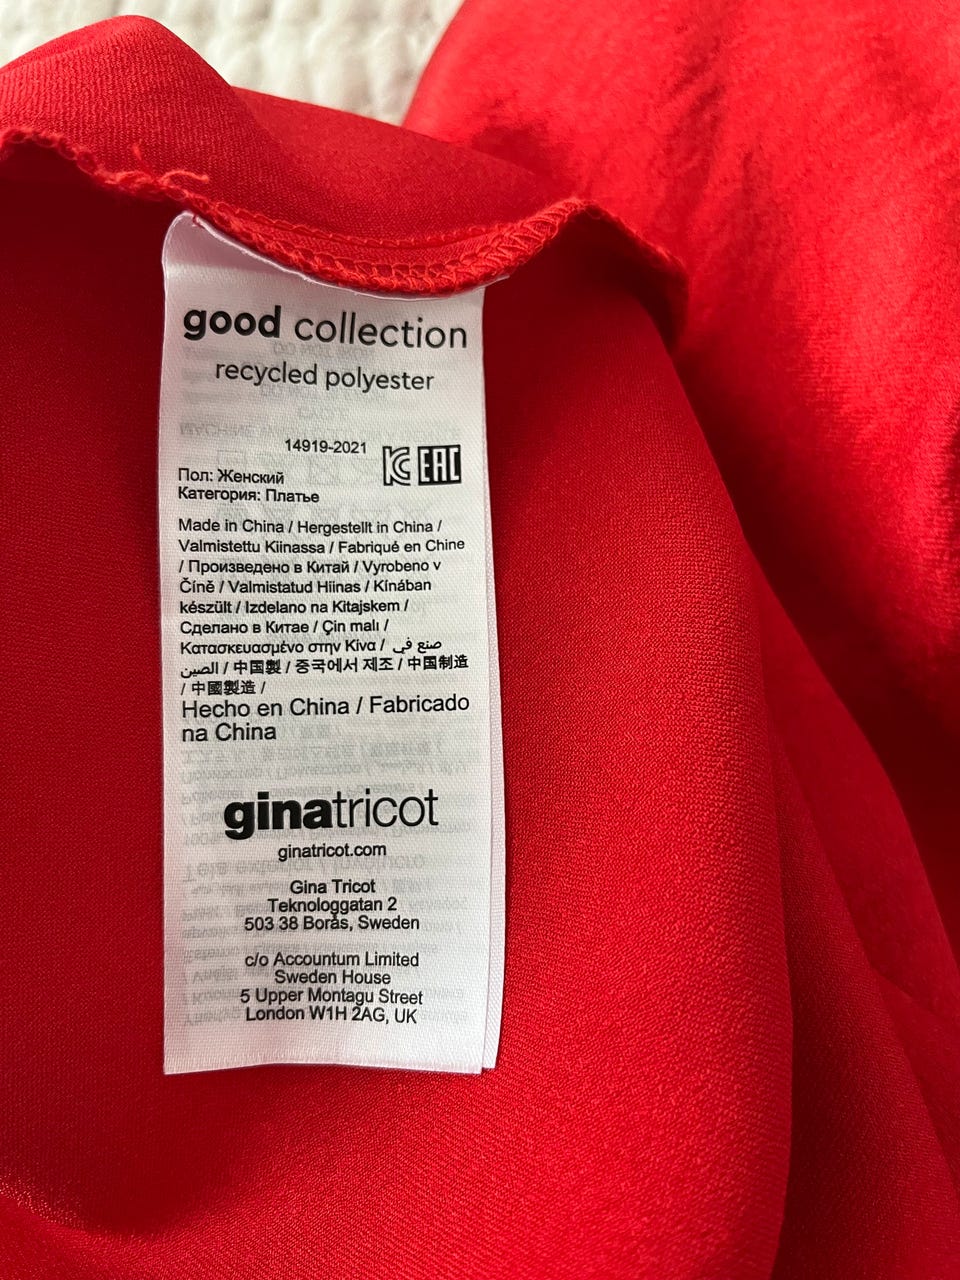 good collection
recycled polyester
14919-2021
EAC
Пол: Женский
Категория: Платье
Made in China / Hergestellt in China /
Valmistettu Kiinassa / Fabriqué en Chine
/ Произведено в Китай / Vyrobeno v
Číně / Valmistatud Hiinas / Kínában
készült / Izdelano na Kitajskem /
Сделано в Китае / Çin malı /
Κατασκευασμένο στην Κίνα / صنع في
الصين / 中国製 / 중국에서 제조 / 中国制造
/ 中國製造 /
Hecho en China / Fabricado
na China
ginatricot
ginatricot.com
Gina Tricot
Teknologgatan 2
503 38 Borås, Sweden
c/o Accountum Limited
Sweden House
5 Upper Montagu Street
London W1H 2AG, UK